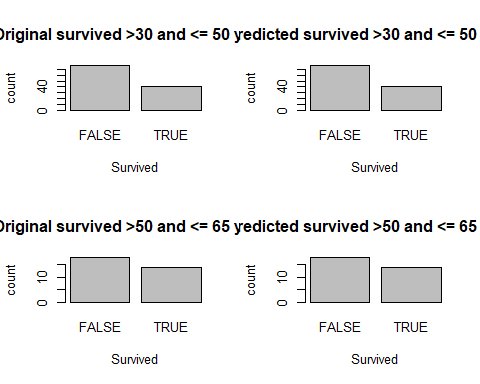 Original survived >30 and <= 50 y
edicted survived >30 and <= 50
count
0
40
FALSE
TRUE
Survived
count
0
40
FALSE
TRUE
Survived
Original survived >50 and <= 65 y
edicted survived >50 and <= 65
count
0
10
FALSE
TRUE
Survived
count
0
10
FALSE
TRUE
Survived